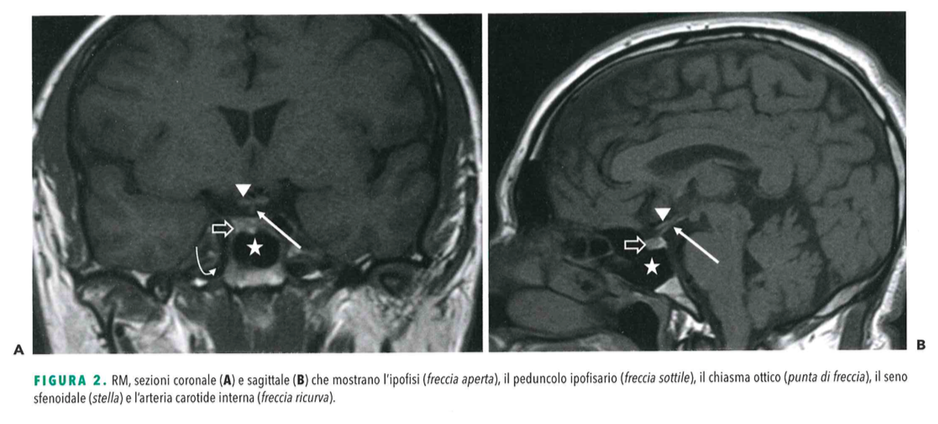 A
B
FIGURA 2. RM, sezioni coronale (A) e sagittale (B) che mostrano l'ipofisi (freccia aperta), il peduncolo ipofisario (freccia sottile), il chiasma ottico (punta di freccia), il seno
sfenoidale (stella) e l'arteria carotide interna (freccia ricurva).